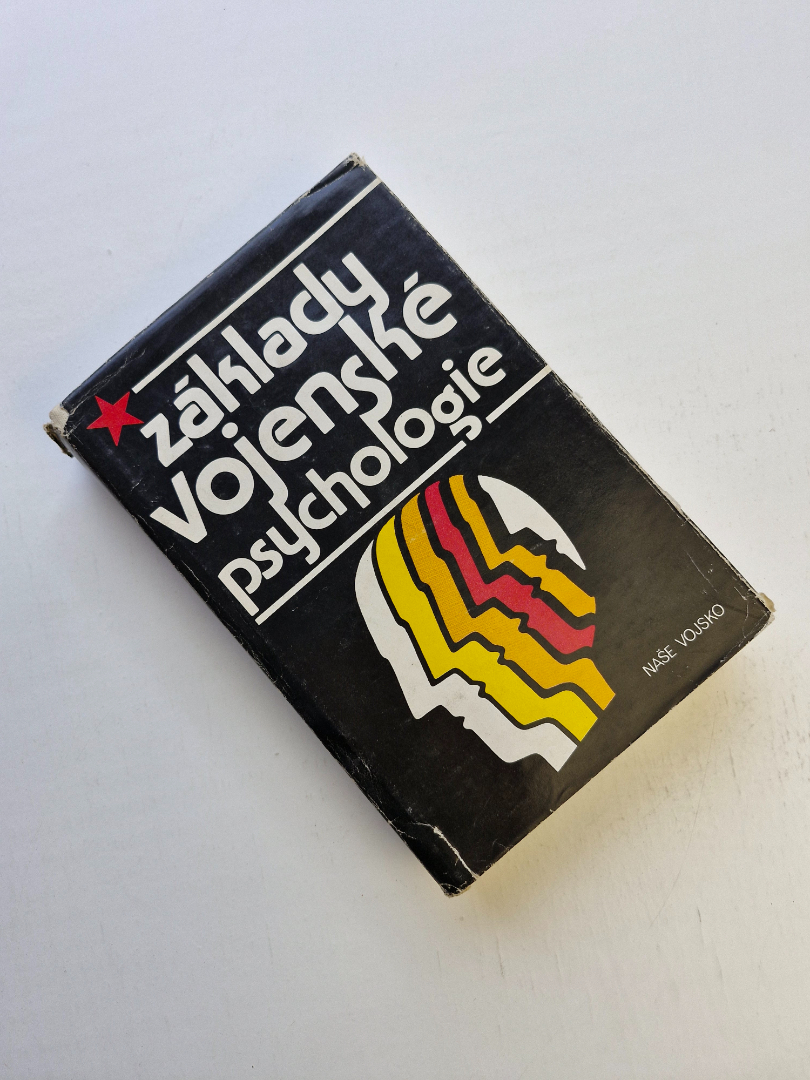 základy
vojenské
psychologie
NAŠE VOJSKO